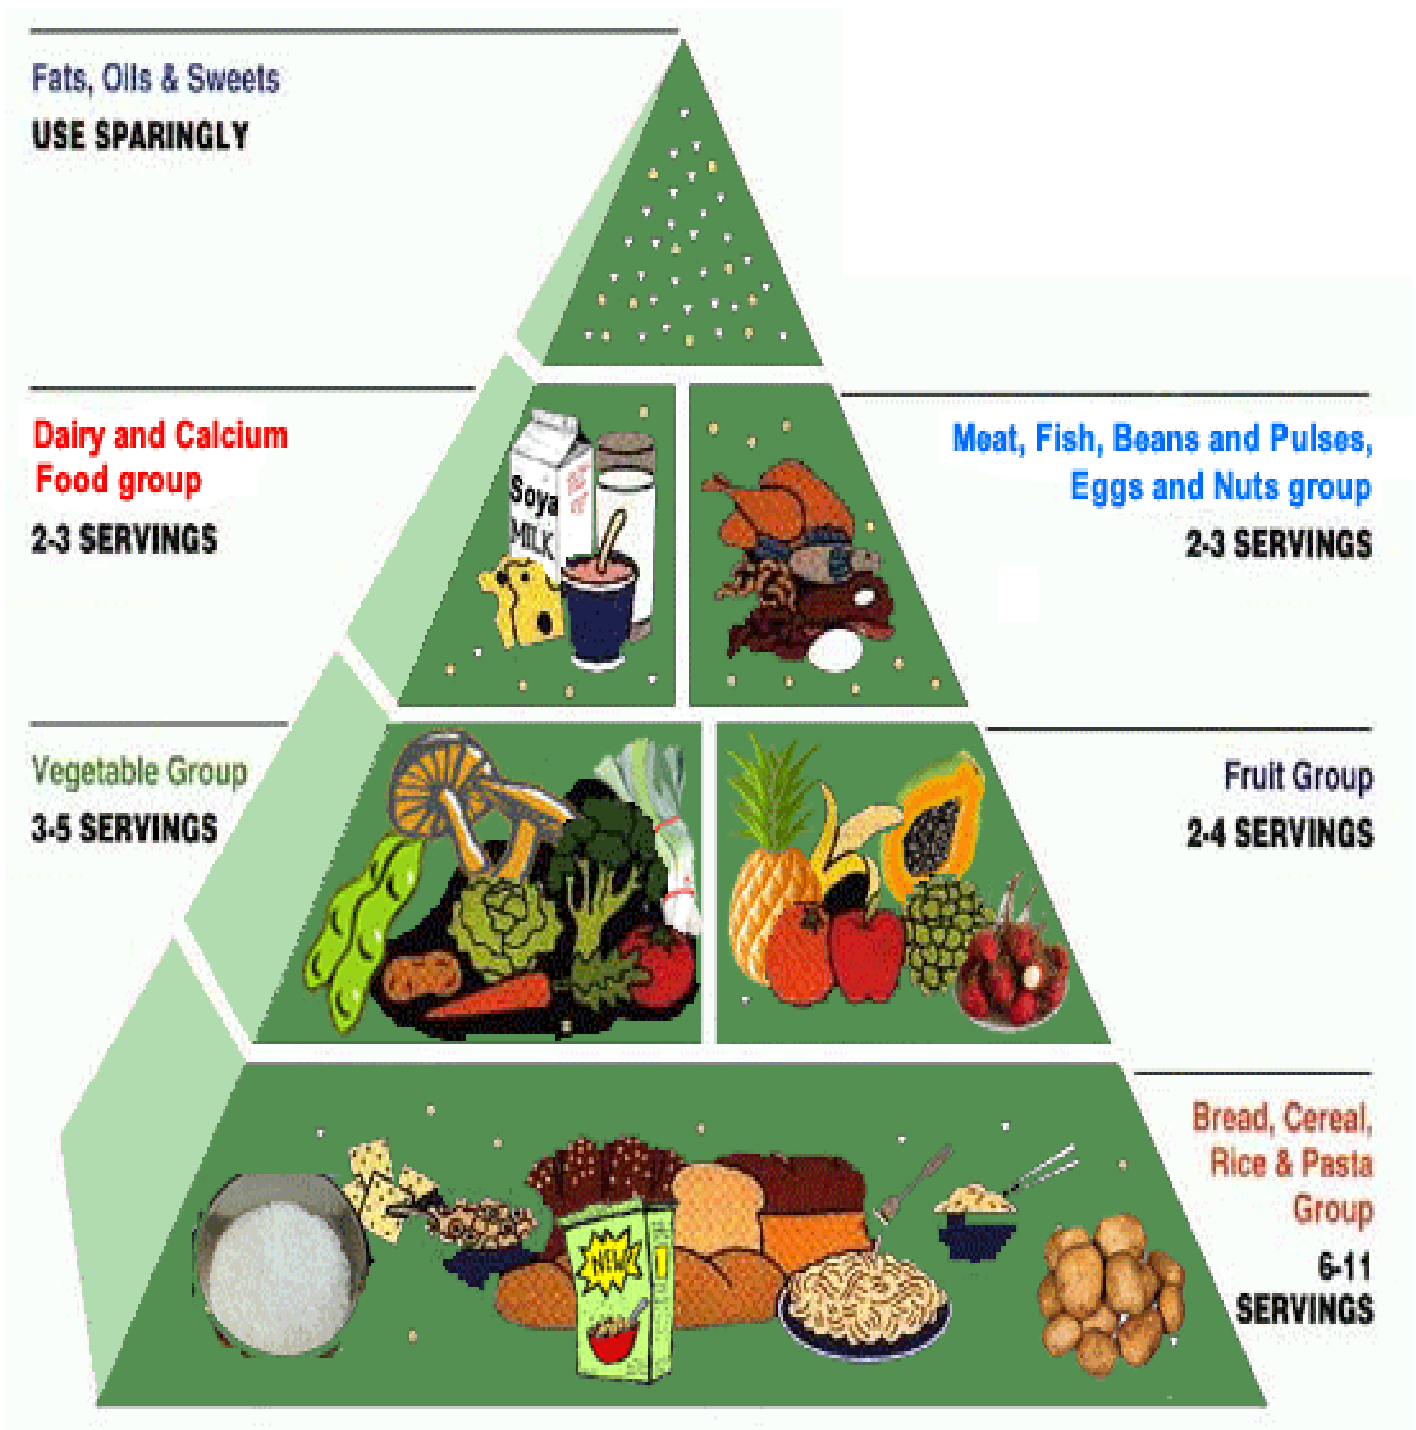 Fats, Oils & Sweets
USE SPARINGLY
Dairy and Calcium
Food group
2-3 SERVINGS
Meat, Fish, Beans and Pulses,
Eggs and Nuts group
2-3 SERVINGS
Soya
MILK
Vegetable Group
3-5 SERVINGS
Fruit Group
2-4 SERVINGS
Bread, Cereal,
Rice & Pasta
Group
6-11
SERVINGS
NEW!